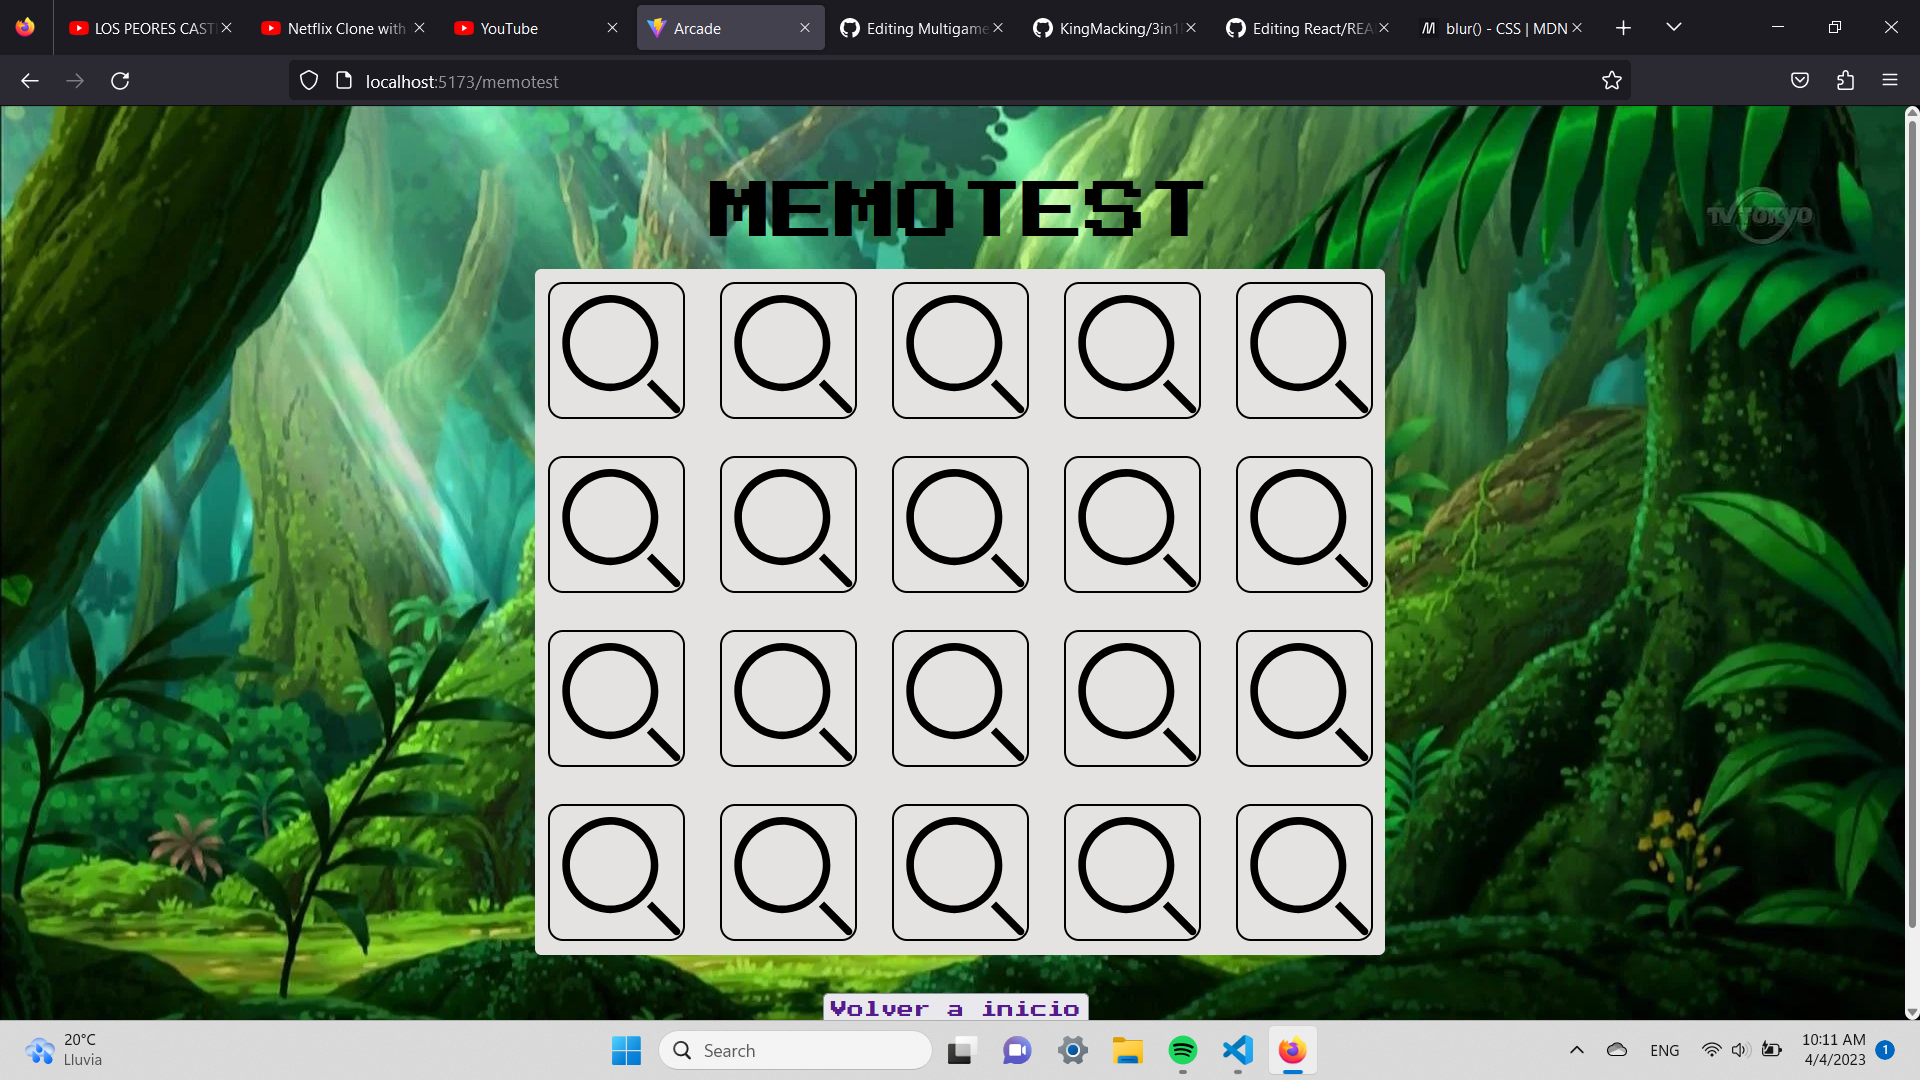 LOS PEORES CAST
Netflix Clone with
YouTube
Arcade
Editing Multigame
KingMacking/3in1
Editing React/REA
blur() - CSS | MDN
localhost:5173/memotest
MEMOTEST
TV TOKYO
Volver a inicio
20°C
Lluvia
Search
ENG
10:11 AM
4/4/2023
1